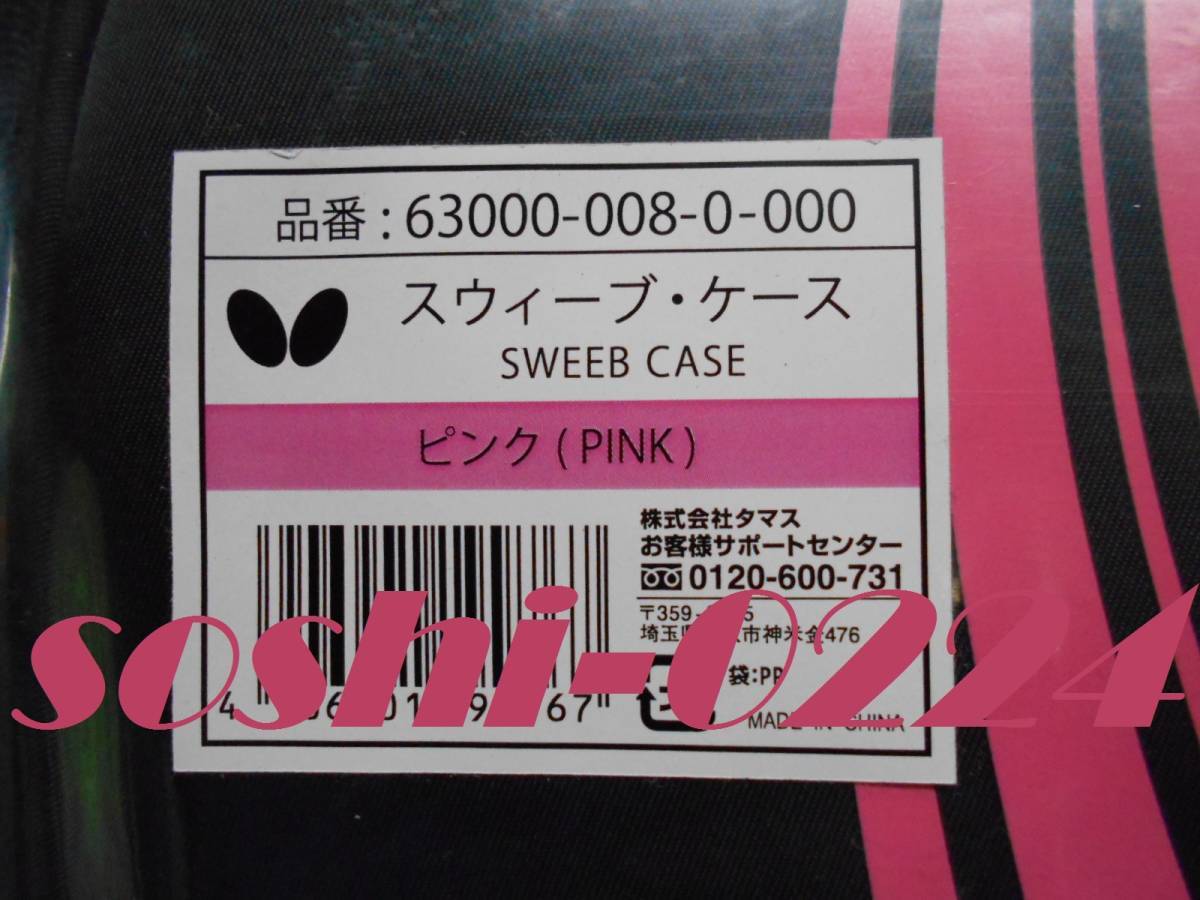 品番 : 63000-008-0-000
スウィーブ・ケース
SWEEB CASE
ピンク ( PINK )
株式会社タマス
お客様サポートセンター
0120-600-731
〒359-
埼玉 市神米金476
袋:PP
MADE IN CHINA
soshi-0224